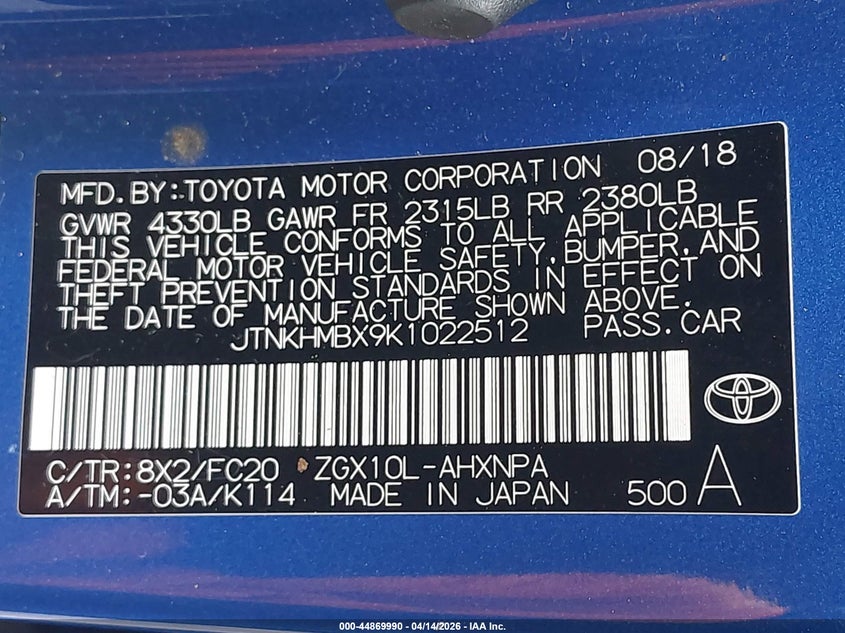 MFD. BY: TOYOTA MOTOR CORPORATION 08/18
GVWR 4330LB GAWR FR 2315LB RR 2380LB
THIS VEHICLE CONFORMS TO ALL APPLICABLE
FEDERAL MOTOR VEHICLE SAFETY, BUMPER, AND
THEFT PREVENTION STANDARDS IN EFFECT ON
THE DATE OF MANUFACTURE SHOWN ABOVE.
JTNKHMBX9K1022512 PASS. CAR
C/TR: 8X2/FC20 ZGX10L-AHXNPA
A/TM: -03A/K114 MADE IN JAPAN 500 A
000-44869990 - 04/14/2026 - IAA Inc.